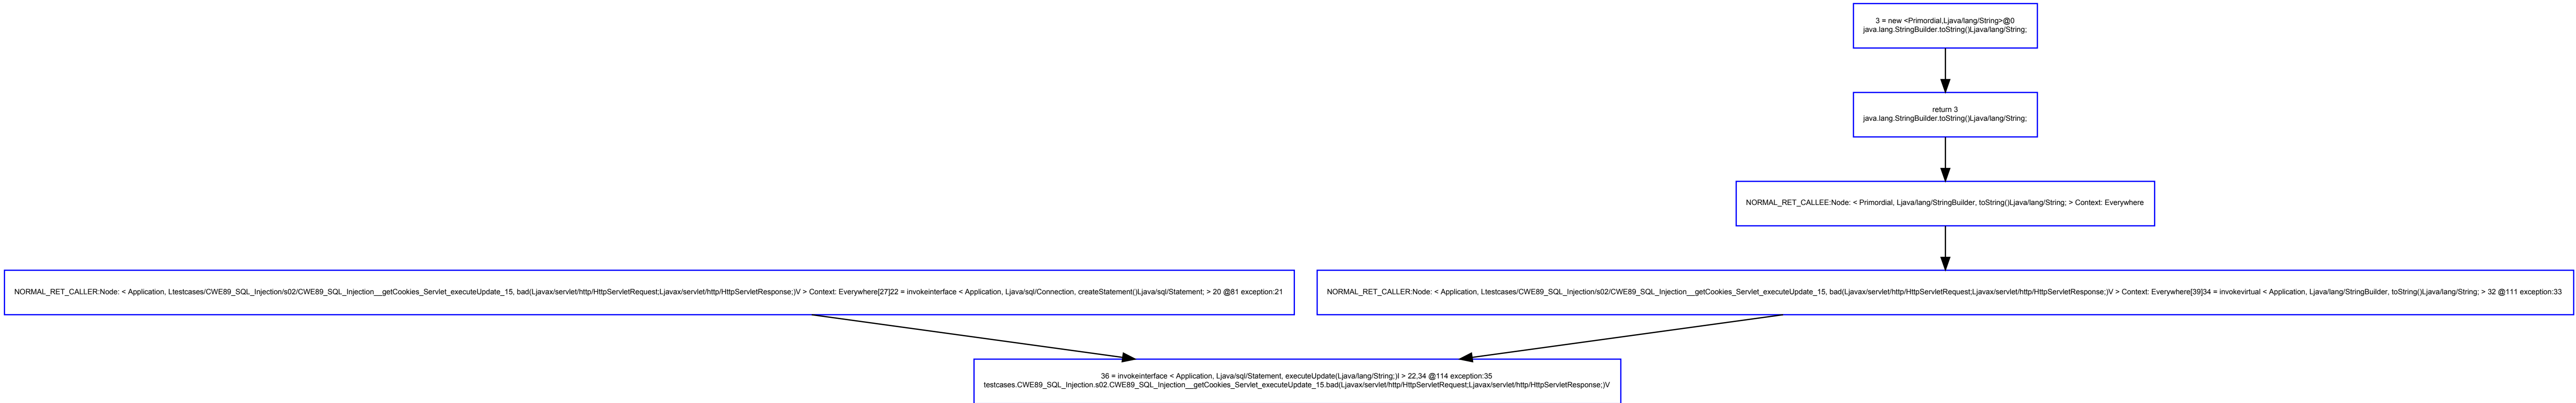 3 = new <Primordial,Ljava/lang/String>@0
java.lang.StringBuilder.toString()Ljava/lang/String;
return 3
java.lang.StringBuilder.toString()Ljava/lang/String;
NORMAL_RET_CALLEE:Node: < Primordial, Ljava/lang/StringBuilder, toString()Ljava/lang/String; > Context: Everywhere
NORMAL_RET_CALLER:Node: < Application, Ltestcases/CWE89_SQL_Injection/s02/CWE89_SQL_Injection__getCookies_Servlet_executeUpdate_15, bad(Ljavax/servlet/http/HttpServletRequest;Ljavax/servlet/http/HttpServletResponse;)V > Context: Everywhere[27]22 = invokeinterface < Application, Ljava/sql/Connection, createStatement()Ljava/sql/Statement; > 20 @81 exception:21
NORMAL_RET_CALLER:Node: < Application, Ltestcases/CWE89_SQL_Injection/s02/CWE89_SQL_Injection__getCookies_Servlet_executeUpdate_15, bad(Ljavax/servlet/http/HttpServletRequest;Ljavax/servlet/http/HttpServletResponse;)V > Context: Everywhere[39]34 = invokevirtual < Application, Ljava/lang/StringBuilder, toString()Ljava/lang/String; > 32 @111 exception:33
36 = invokeinterface < Application, Ljava/sql/Statement, executeUpdate(Ljava/lang/String;)I > 22,34 @114 exception:35
testcases.CWE89_SQL_Injection.s02.CWE89_SQL_Injection__getCookies_Servlet_executeUpdate_15.bad(Ljavax/servlet/http/HttpServletRequest;Ljavax/servlet/http/HttpServletResponse;)V